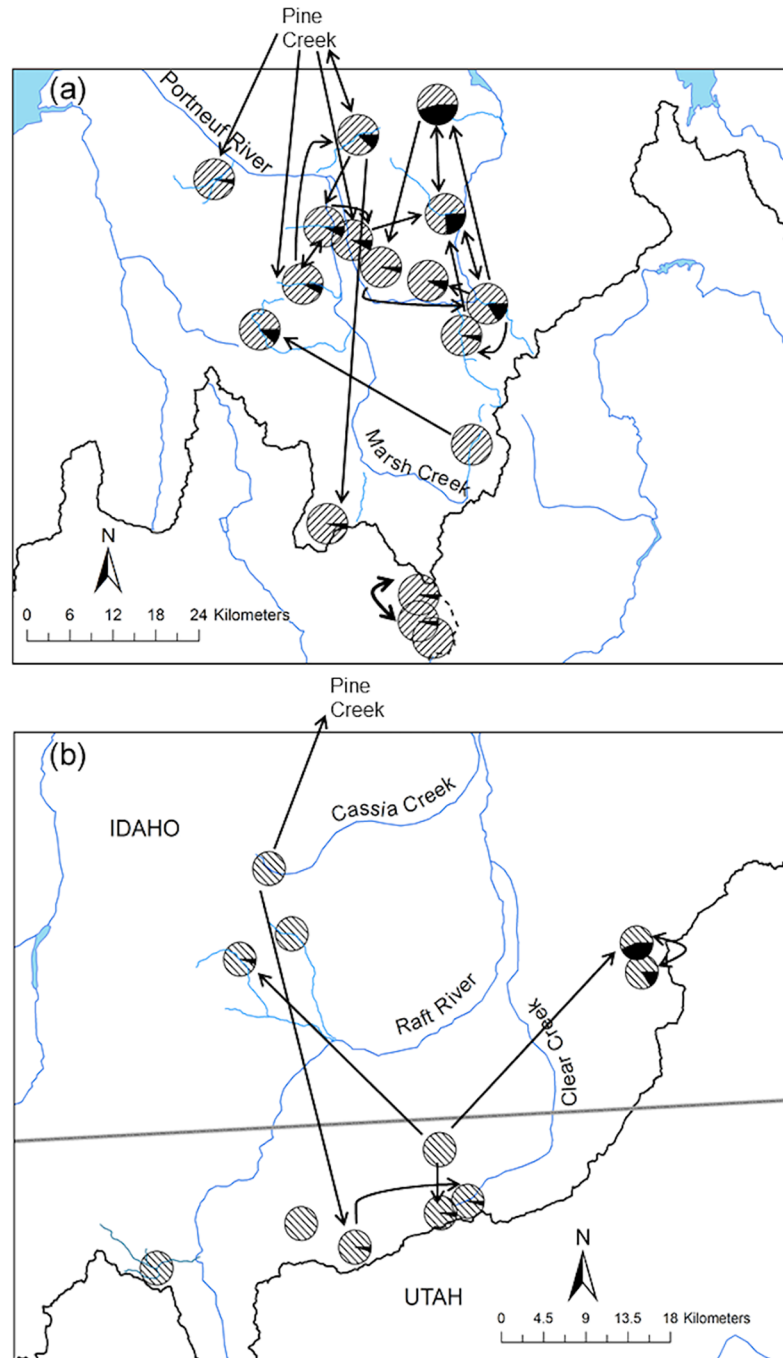 Pine
Creek
(a)
Portneuf River
Marsh Creek
N
0 6 12 18 24 Kilometers
Pine
Creek
(b)
Cassia Creek
IDAHO
Raft River
Clear Creek
N
UTAH
0 4.5 9 13.5 18 Kilometers